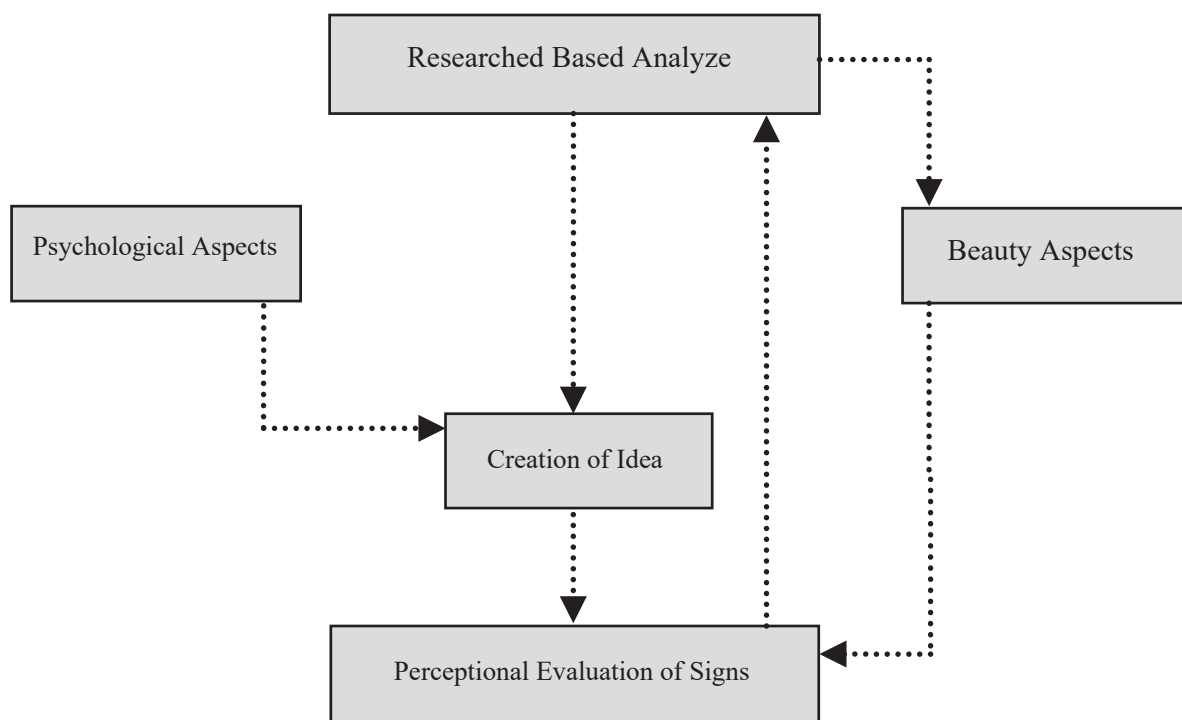 Researched Based Analyze
Psychological Aspects
Beauty Aspects
Creation of Idea
Perceptional Evaluation of Signs